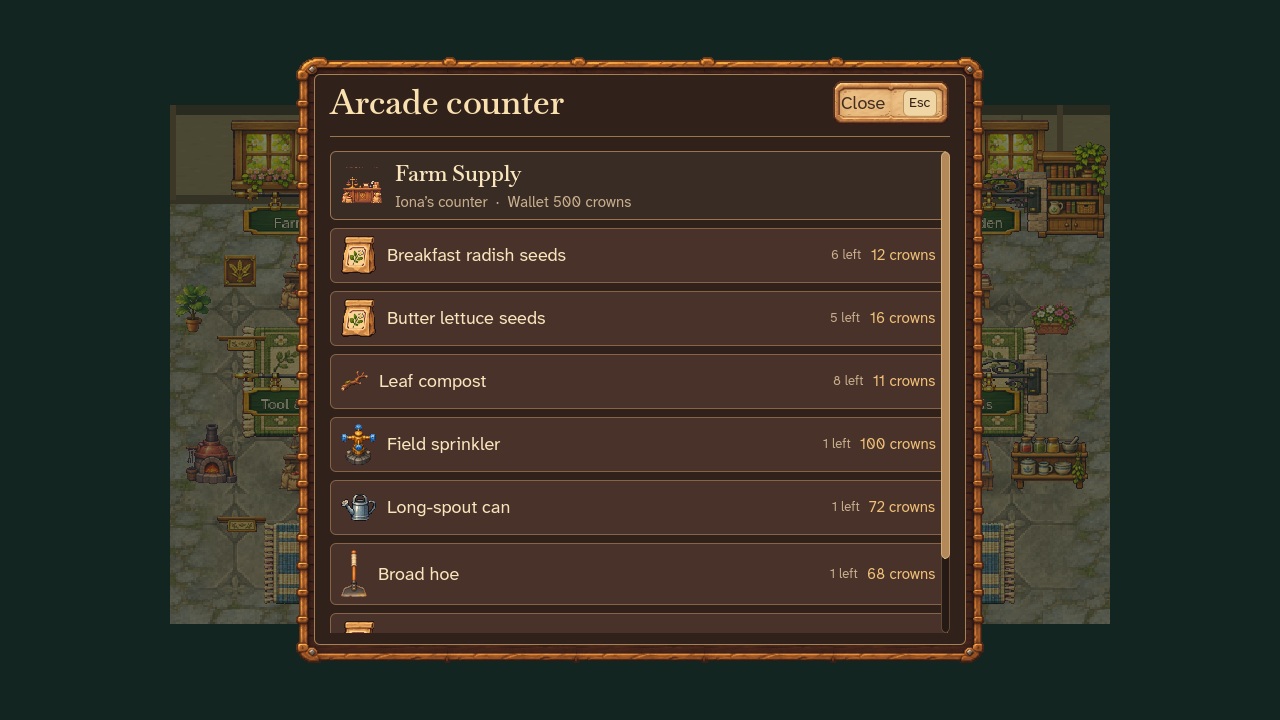 Arcade counter
Close Esc
Farm Supply
Iona's counter · Wallet 500 crowns
Breakfast radish seeds 6 left 12 crowns
Butter lettuce seeds 5 left 16 crowns
Leaf compost 8 left 11 crowns
Field sprinkler 1 left 100 crowns
Long-spout can 1 left 72 crowns
Broad hoe 1 left 68 crowns
Tool